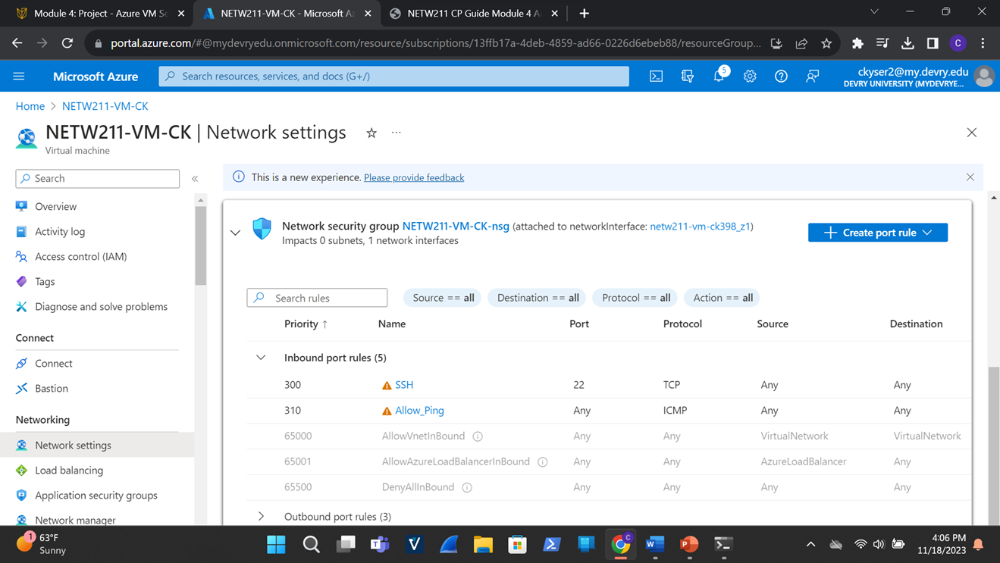 Module 4: Project - Azure VM Se
NETW211-VM-CK - Microsoft Az
NETW211 CP Guide Module 4 A
portal.azure.com/#@mydevryedu.onmicrosoft.com/resource/subscriptions/13ffb17a-4deb-4859-ad66-0226d6ebeb88/resourceGroup...
C
Microsoft Azure
Search resources, services, and docs (G+/)
5
ckyser2@my.devry.edu
DEVRY UNIVERSITY (MYDEVRYE...
Home > NETW211-VM-CK
NETW211-VM-CK | Network settings
Virtual machine
Search
This is a new experience. Please provide feedback
Overview
Activity log
Access control (IAM)
Tags
Diagnose and solve problems
Connect
Connect
Bastion
Networking
Network settings
Load balancing
Application security groups
Network manager
Network security group NETW211-VM-CK-nsg (attached to networkInterface: netw211-vm-ck398_z1)
Impacts 0 subnets, 1 network interfaces
Create port rule
Search rules
Source == all
Destination == all
Protocol == all
Action == all
Priority ↑ Name Port Protocol Source Destination
Inbound port rules (5)
300 SSH 22 TCP Any Any
310 Allow_Ping Any ICMP Any Any
65000 AllowVnetInBound Any Any VirtualNetwork VirtualNetwork
65001 AllowAzureLoadBalancerInBound Any Any AzureLoadBalancer Any
65500 DenyAllInBound Any Any Any Any
Outbound port rules (3)
1
63°F
Sunny
C
4:06 PM
11/18/2023